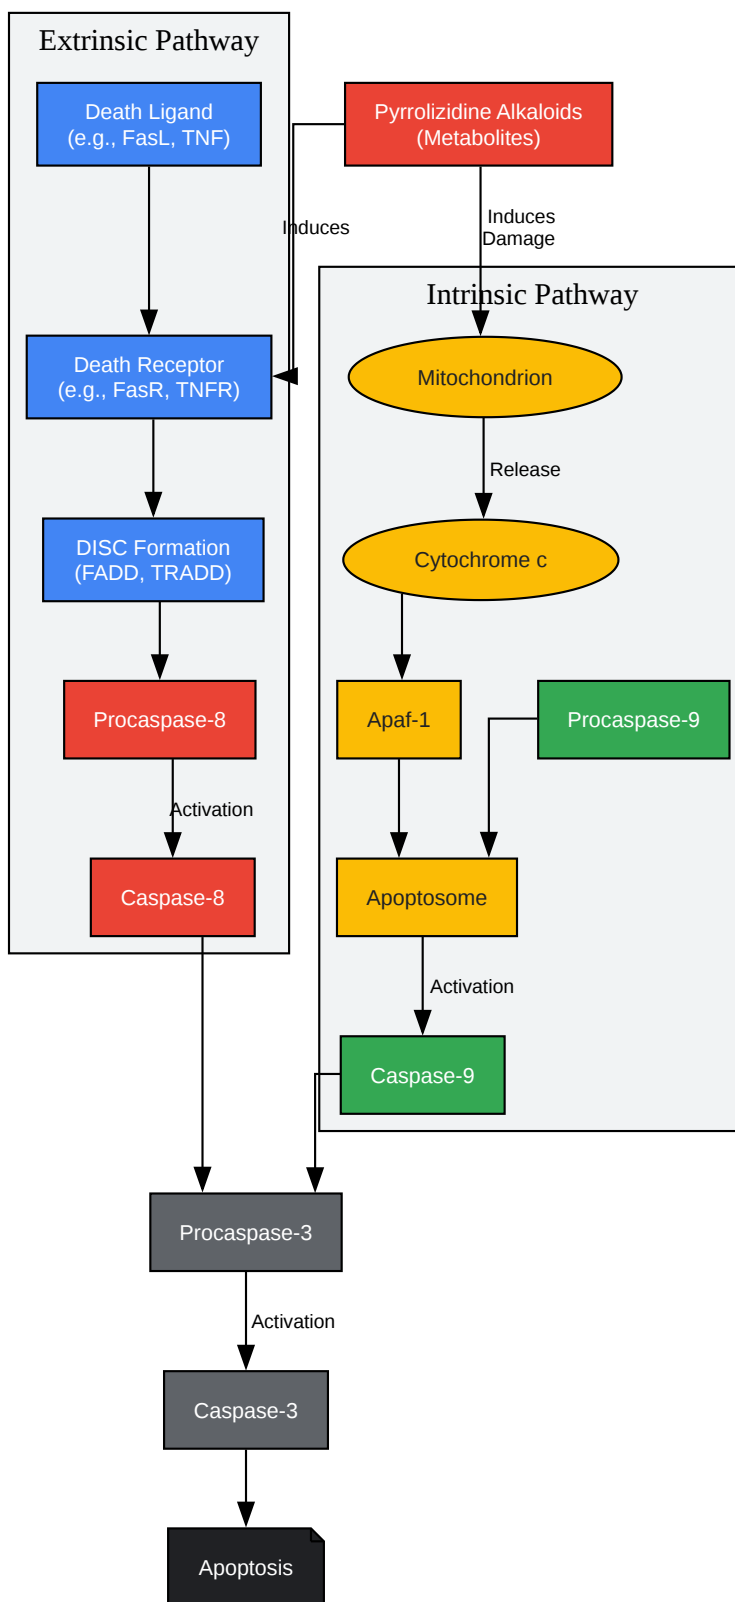 Extrinsic Pathway
Death Ligand
(e.g., FasL, TNF)
Pyrrolizidine Alkaloids
(Metabolites)
Induces
Induces
Damage
Intrinsic Pathway
Death Receptor
(e.g., FasR, TNFR)
Mitochondrion
Release
DISC Formation
(FADD, TRADD)
Cytochrome c
Procaspase-8
Apaf-1
Procaspase-9
Activation
Caspase-8
Apoptosome
Activation
Caspase-9
Procaspase-3
Activation
Caspase-3
Apoptosis